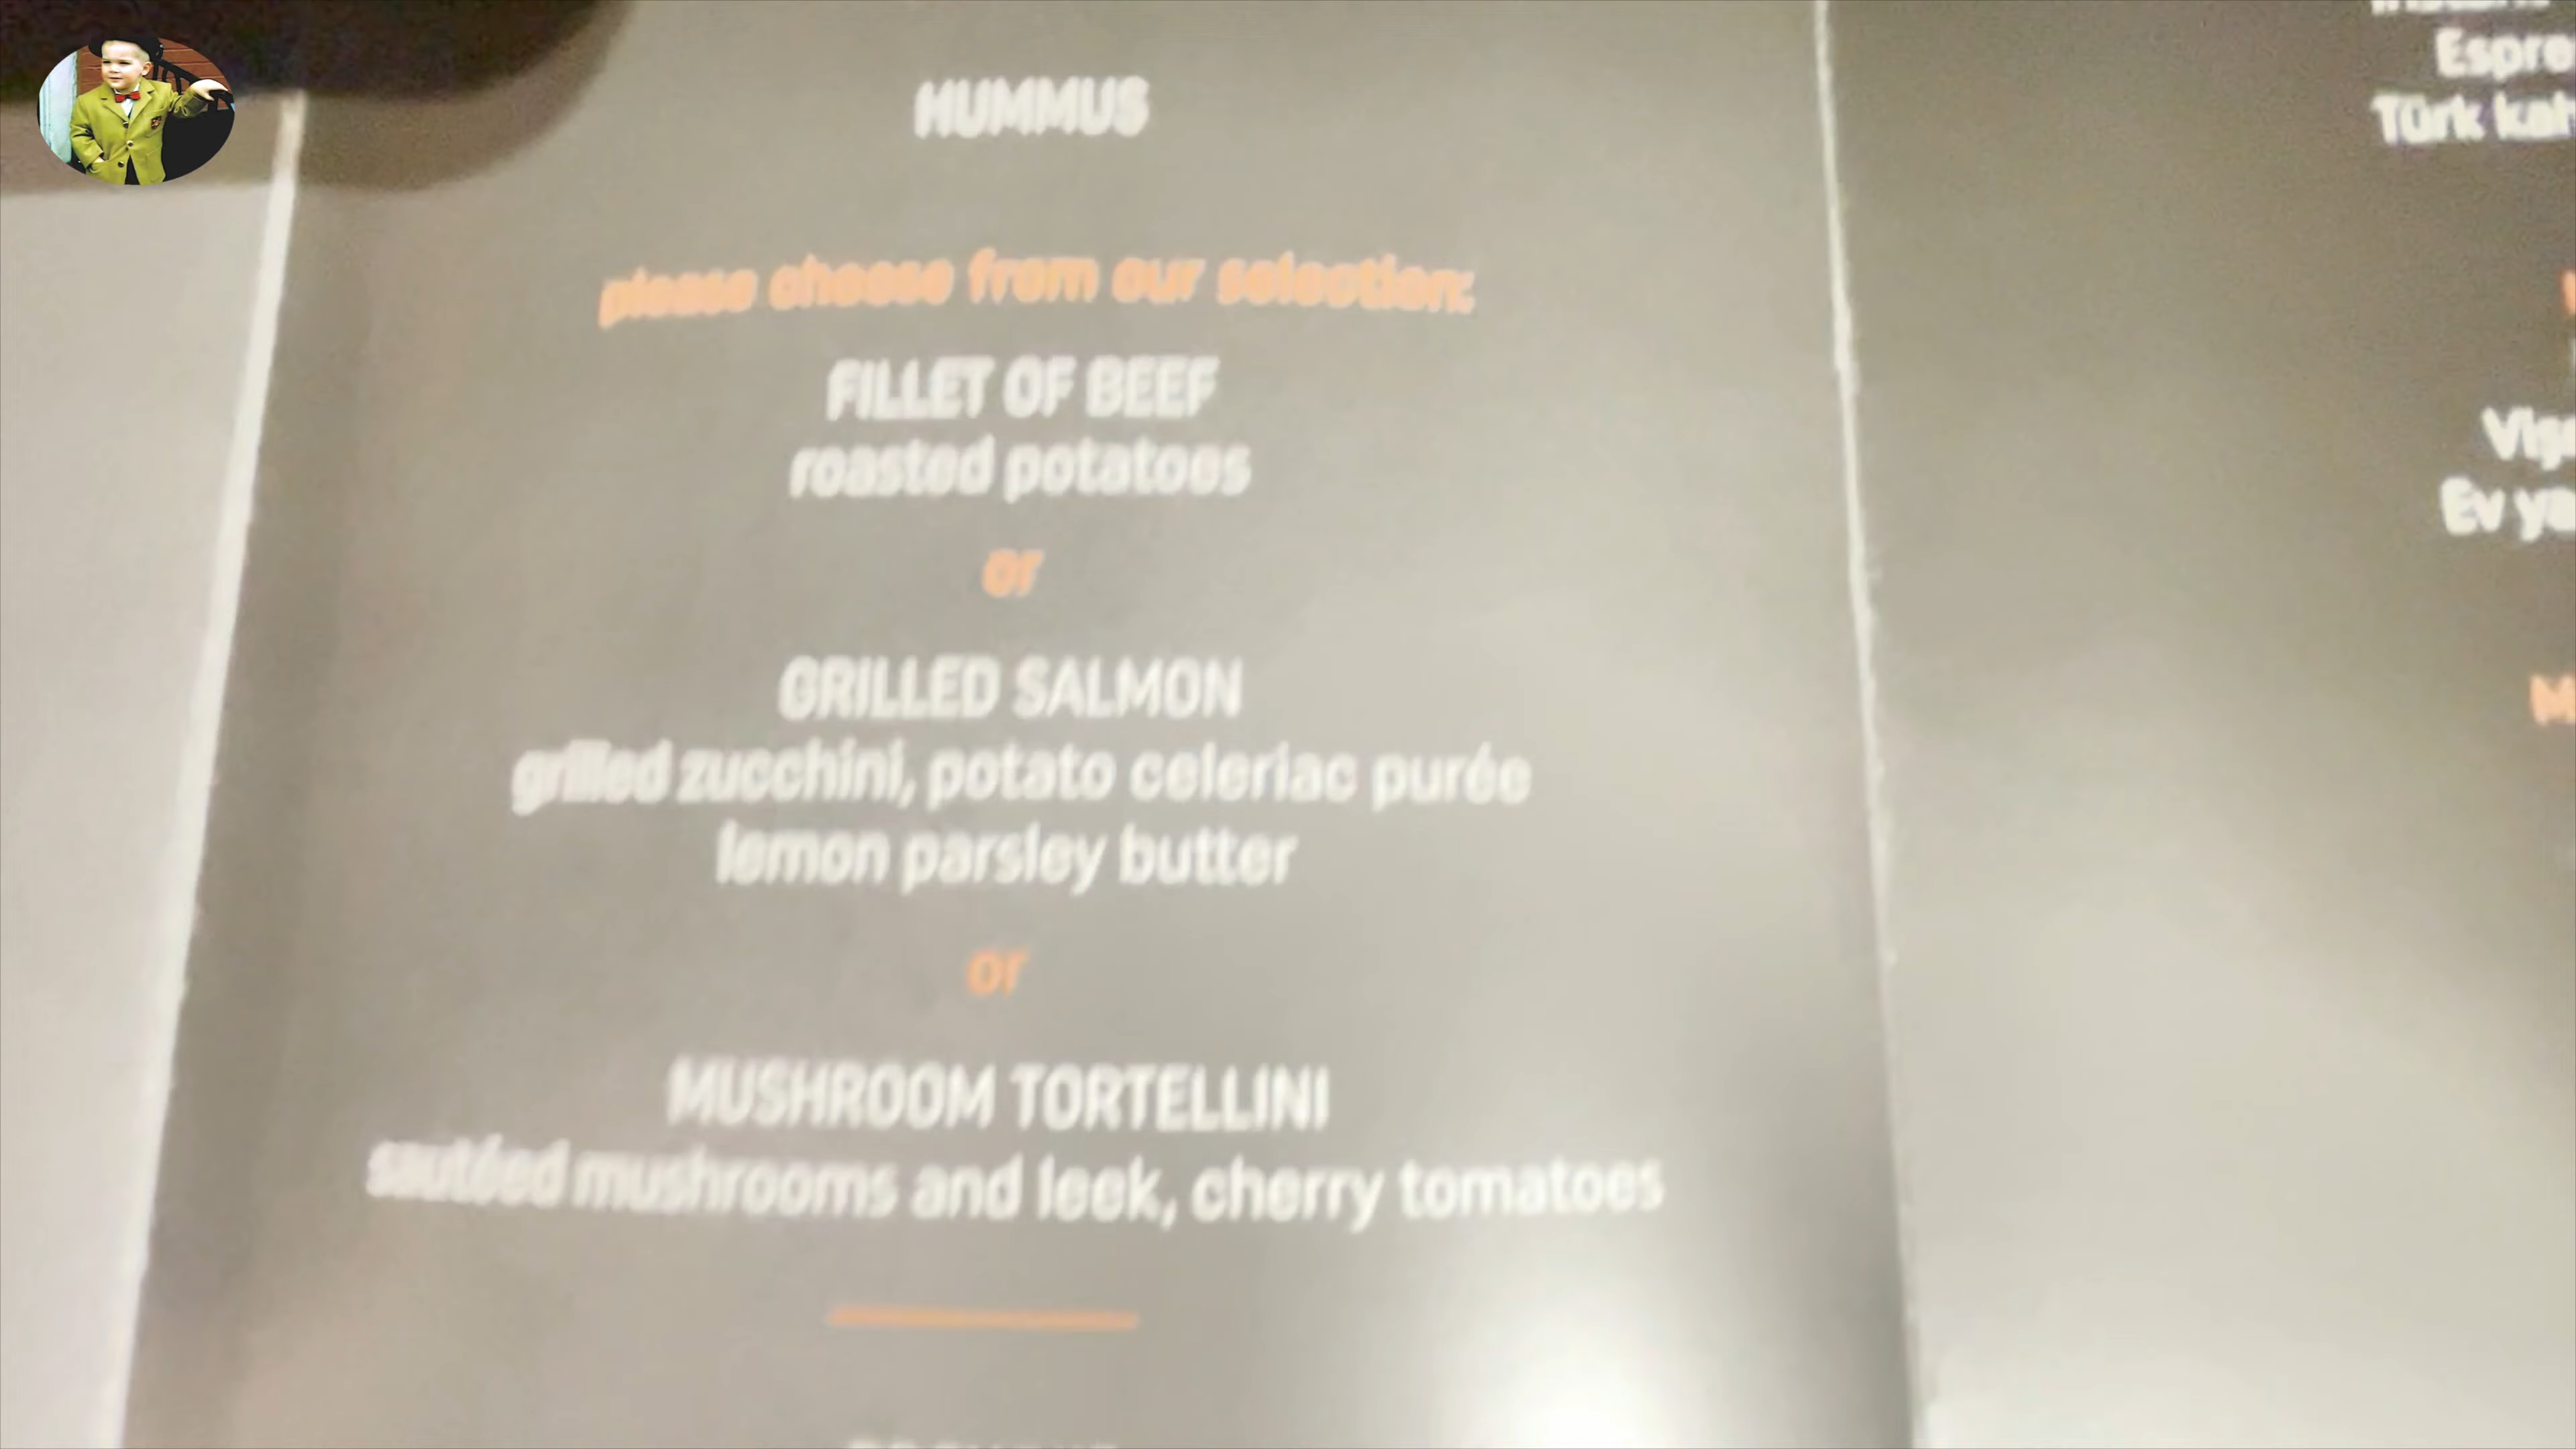 HUMMUS
please choose from our selection:
FILLET OF BEEF
roasted potatoes
or
GRILLED SALMON
grilled zucchini, potato celeriac purée
lemon parsley butter
or
MUSHROOM TORTELLINI
sautéed mushrooms and leek, cherry tomatoes
Espre
Türk kah
Ev ya